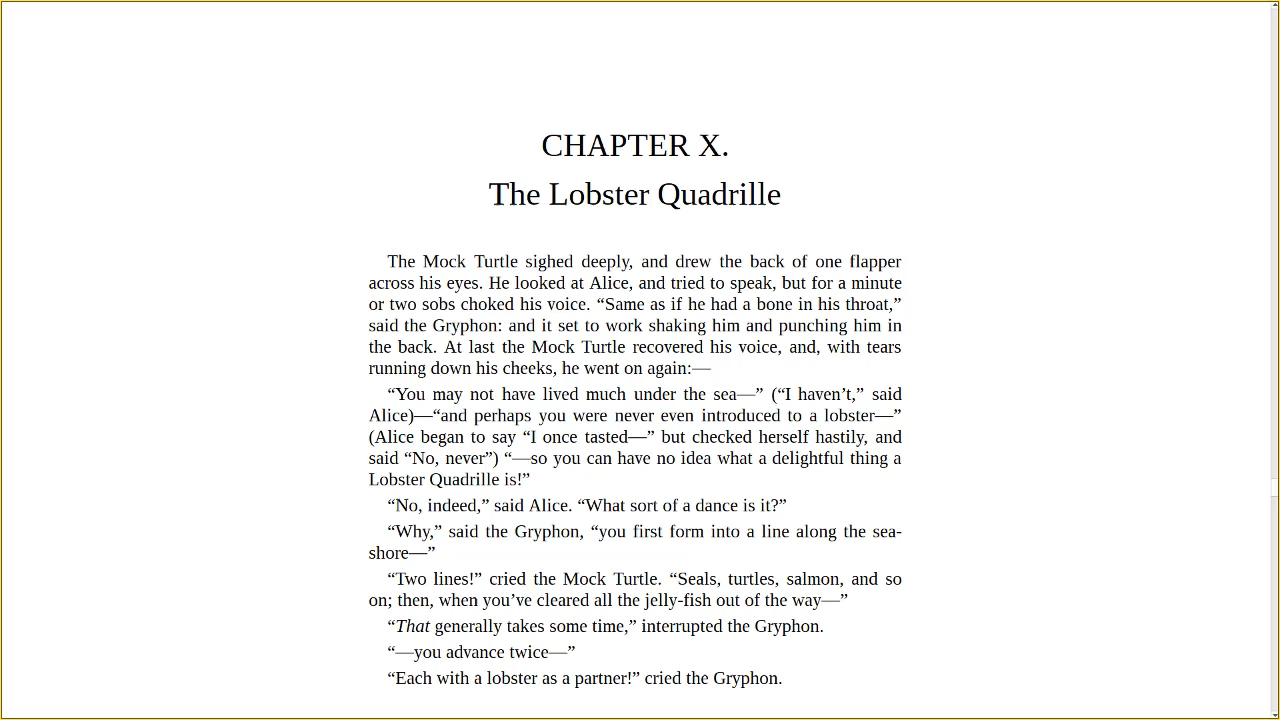 CHAPTER X.
The Lobster Quadrille
The Mock Turtle sighed deeply, and drew the back of one flapper
across his eyes. He looked at Alice, and tried to speak, but for a minute
or two sobs choked his voice. “Same as if he had a bone in his throat,”
said the Gryphon: and it set to work shaking him and punching him in
the back. At last the Mock Turtle recovered his voice, and, with tears
running down his cheeks, he went on again:—
“You may not have lived much under the sea—” (“I haven’t,” said
Alice)—“and perhaps you were never even introduced to a lobster—”
(Alice began to say “I once tasted—” but checked herself hastily, and
said “No, never”) “—so you can have no idea what a delightful thing a
Lobster Quadrille is!”
“No, indeed,” said Alice. “What sort of a dance is it?”
“Why,” said the Gryphon, “you first form into a line along the sea-
shore—”
“Two lines!” cried the Mock Turtle. “Seals, turtles, salmon, and so
on; then, when you’ve cleared all the jelly-fish out of the way—”
“That generally takes some time,” interrupted the Gryphon.
“—you advance twice—”
“Each with a lobster as a partner!” cried the Gryphon.